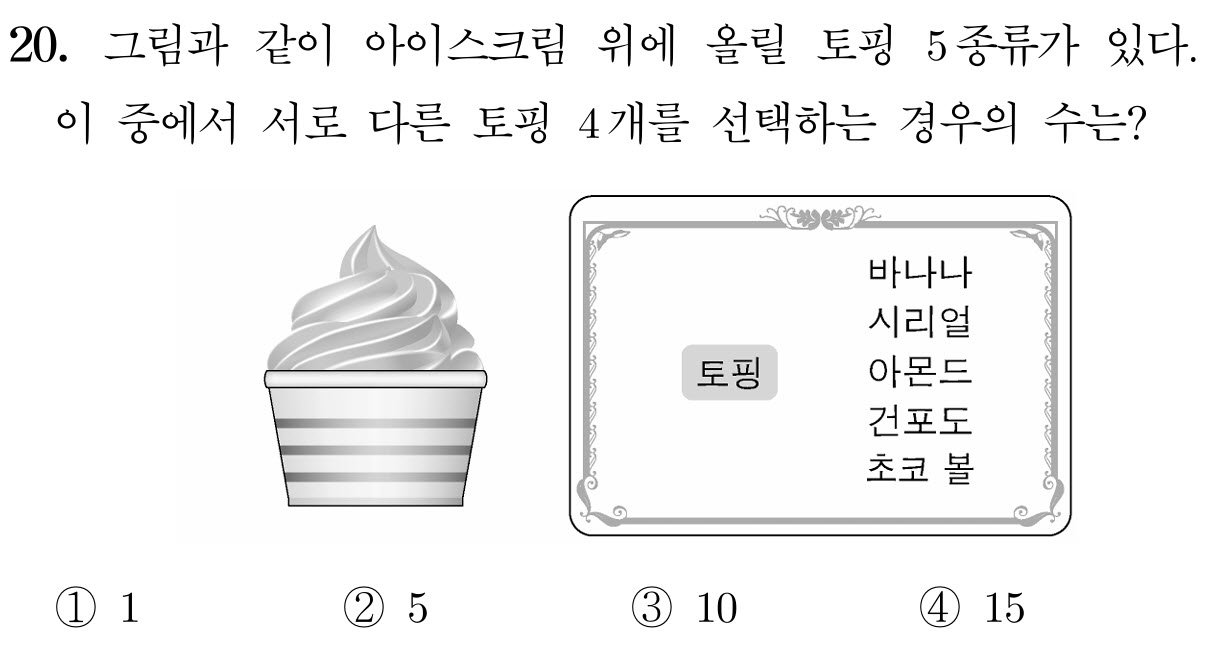 20. 그림과 같이 아이스크림 위에 올릴 토핑 5종류가 있다.
이 중에서 서로 다른 토핑 4개를 선택하는 경우의 수는?
토핑
바나나
시리얼
아몬드
건포도
초코 볼
① 1 ② 5 ③ 10 ④ 15